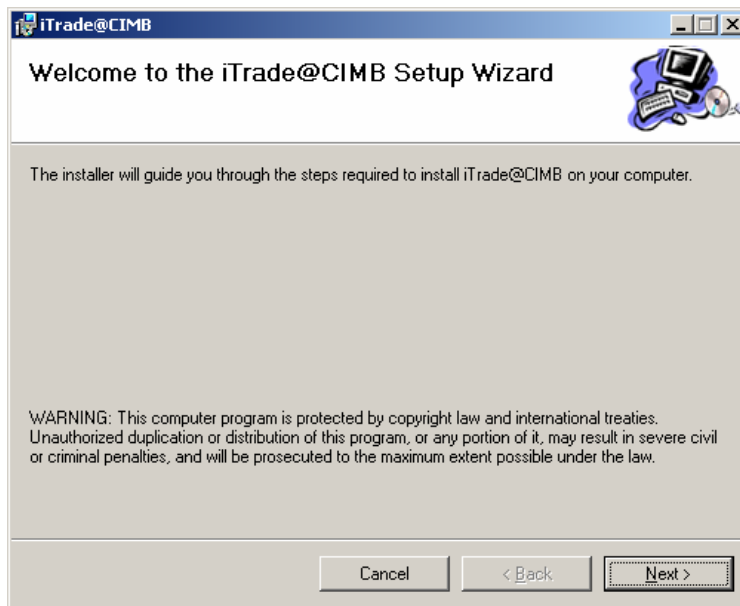 iTrade@CIMB
Welcome to the iTrade@CIMB Setup Wizard
The installer will guide you through the steps required to install iTrade@CIMB on your computer.
WARNING: This computer program is protected by copyright law and international treaties.
Unauthorized duplication or distribution of this program, or any portion of it, may result in severe civil
or criminal penalties, and will be prosecuted to the maximum extent possible under the law.
Cancel
< Back
Next >